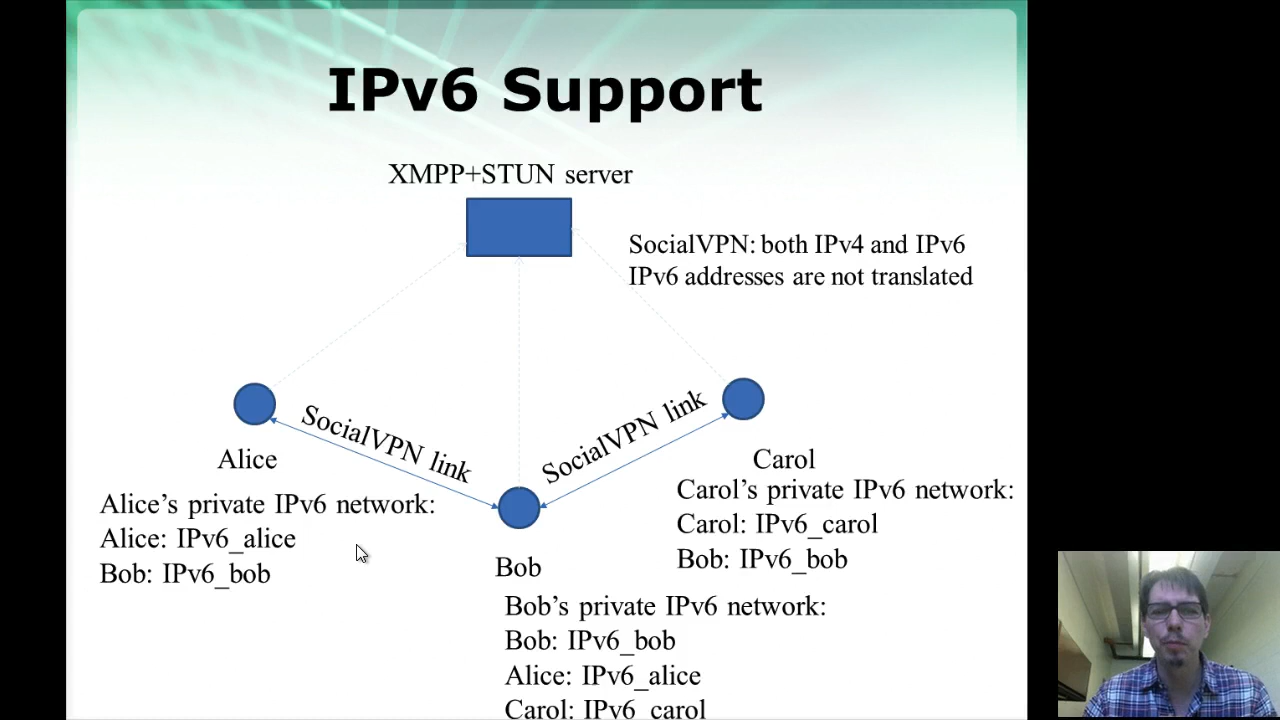 IPv6 Support
XMPP+STUN server
SocialVPN: both IPv4 and IPv6
IPv6 addresses are not translated
SocialVPN link
SocialVPN link
Alice
Alice’s private IPv6 network:
Alice: IPv6_alice
Bob: IPv6_bob
Carol
Carol’s private IPv6 network:
Carol: IPv6_carol
Bob: IPv6_bob
Bob
Bob’s private IPv6 network:
Bob: IPv6_bob
Alice: IPv6_alice
Carol: IPv6_carol